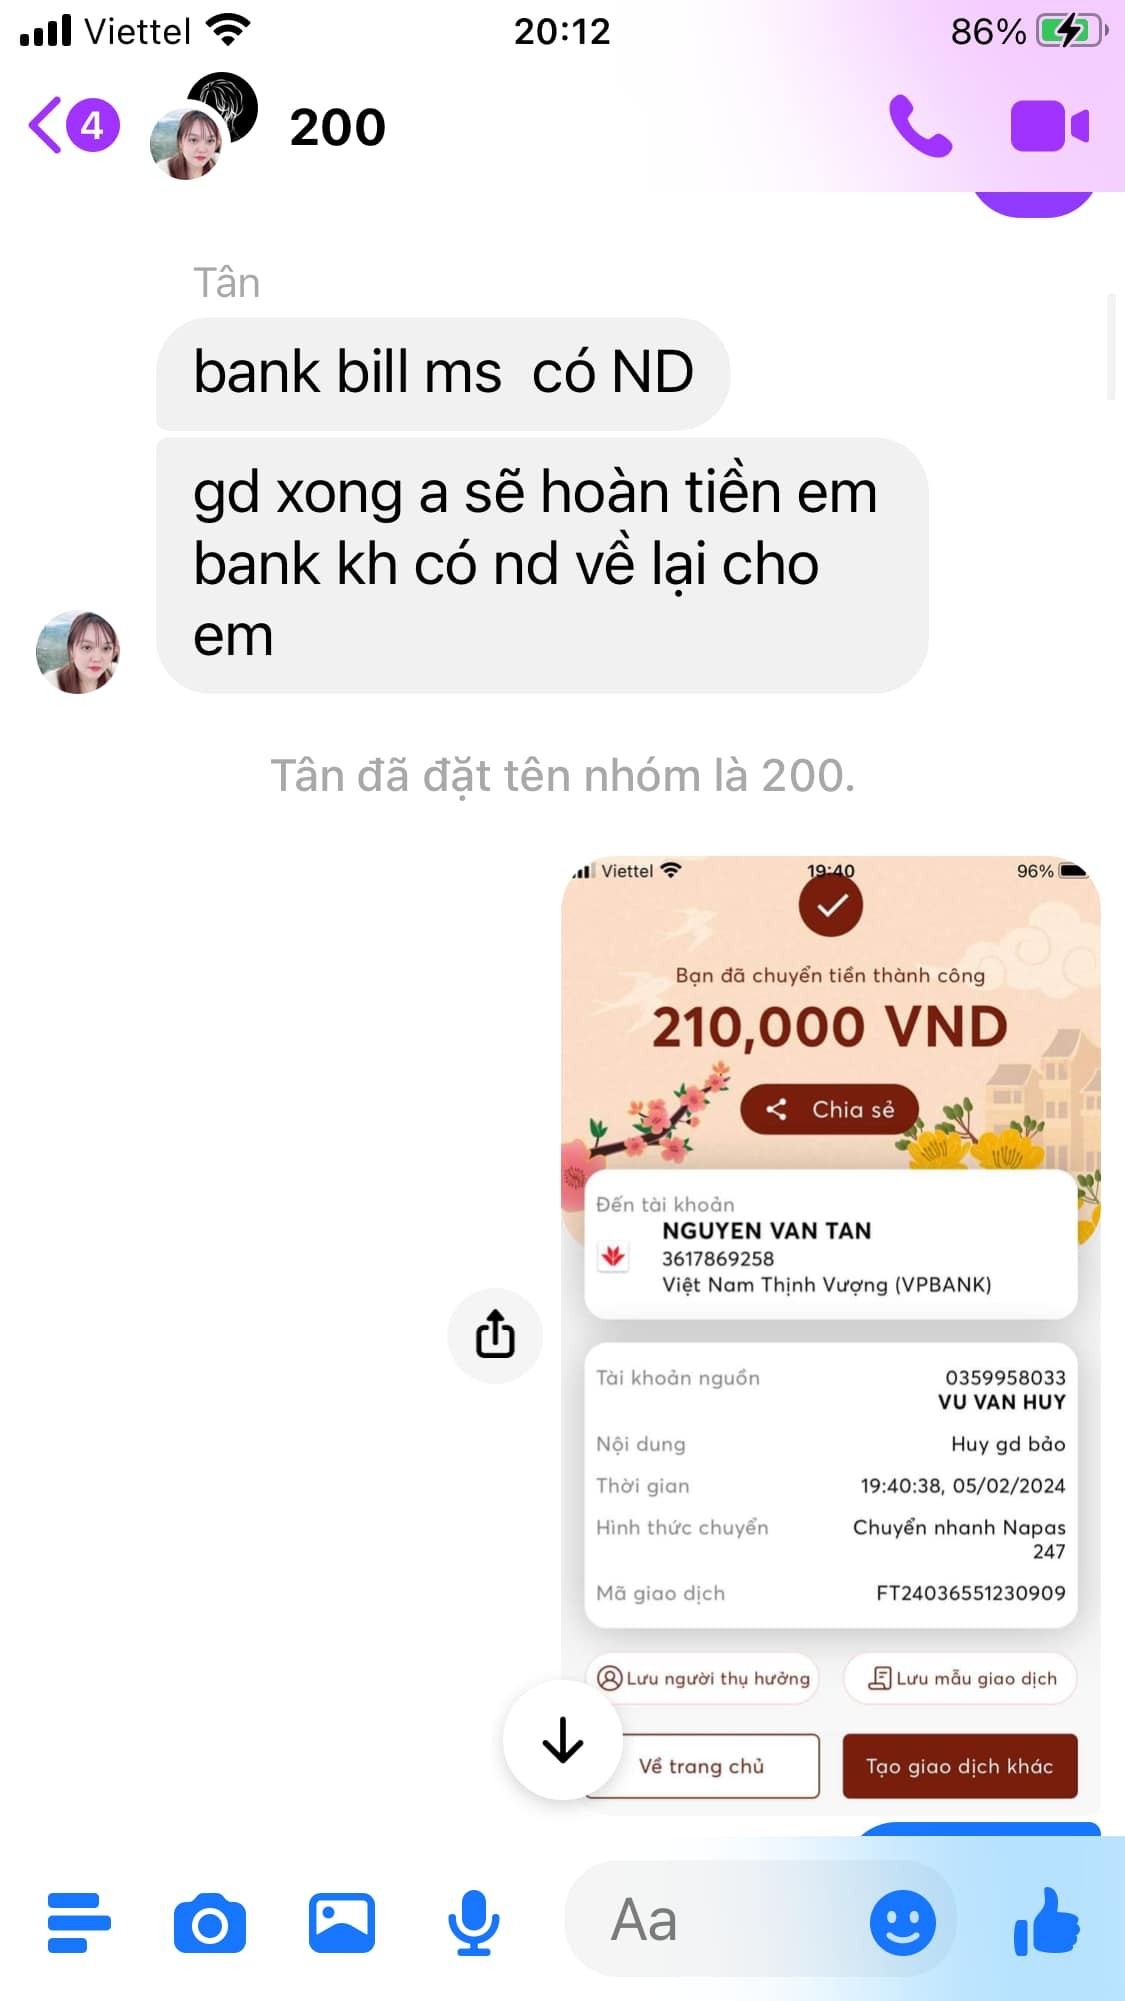 Viettel 20:12 86%
4 200
Tân
bank bill ms có ND
gd xong a sẽ hoàn tiền em
bank kh có nd về lại cho
em
Tân đã đặt tên nhóm là 200.
Viettel 19:40 96%
Bạn đã chuyển tiền thành công
210,000 VND
Chia sẻ
Đến tài khoản
NGUYEN VAN TAN
3617869258
Việt Nam Thịnh Vượng (VPBANK)
Tài khoản nguồn 0359958033
VU VAN HUY
Nội dung Huy gd bảo
Thời gian 19:40:38, 05/02/2024
Hình thức chuyển Chuyển nhanh Napas
247
Mã giao dịch FT24036551230909
Lưu người thụ hưởng Lưu mẫu giao dịch
Về trang chủ Tạo giao dịch khác
Aa